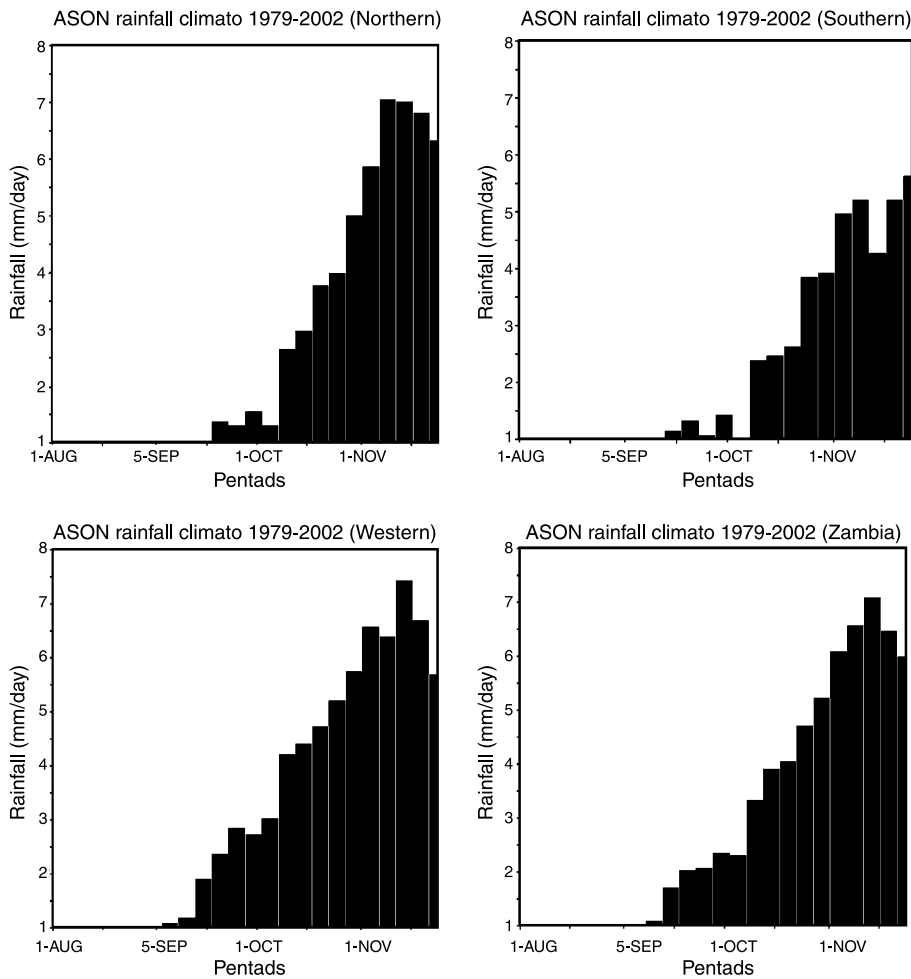 ASON rainfall climato 1979-2002 (Northern)
8
7
6
5
4
3
2
1
Rainfall (mm/day)
1-AUG 5-SEP 1-OCT 1-NOV
Pentads
ASON rainfall climato 1979-2002 (Southern)
8
7
6
5
4
3
2
1
Rainfall (mm/day)
1-AUG 5-SEP 1-OCT 1-NOV
Pentads
ASON rainfall climato 1979-2002 (Western)
8
7
6
5
4
3
2
1
Rainfall (mm/day)
1-AUG 5-SEP 1-OCT 1-NOV
Pentads
ASON rainfall climato 1979-2002 (Zambia)
8
7
6
5
4
3
2
1
Rainfall (mm/day)
1-AUG 5-SEP 1-OCT 1-NOV
Pentads